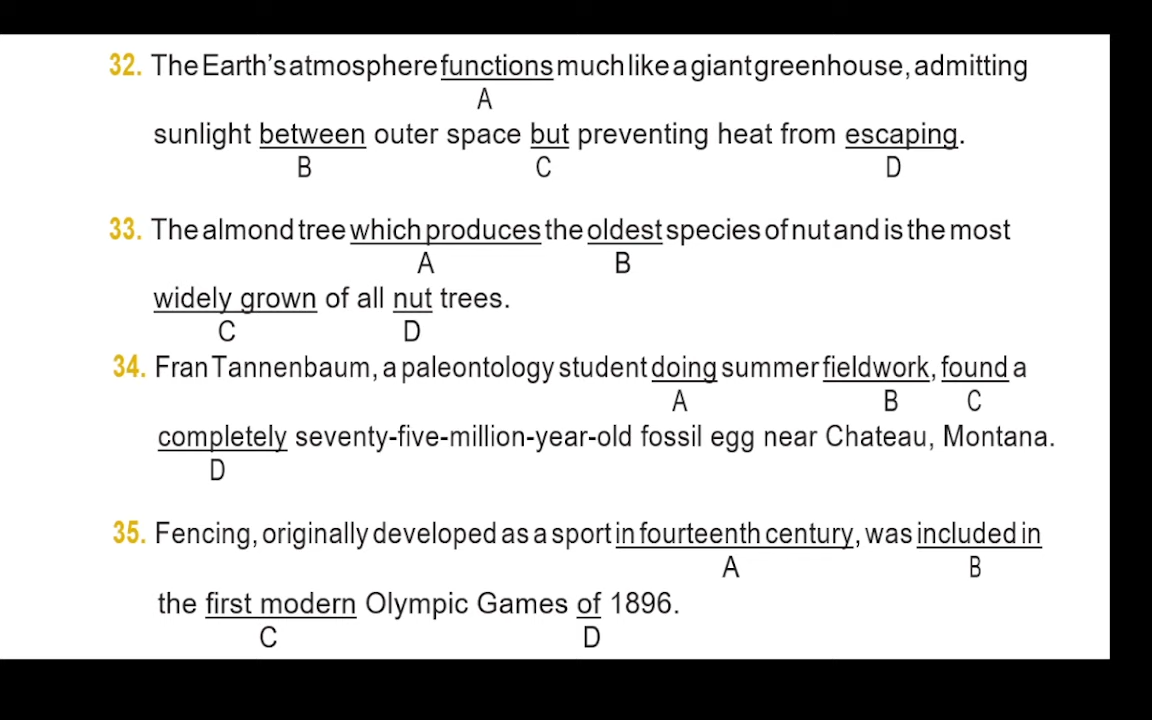 32. The Earth's atmosphere functions much like a giant greenhouse, admitting
A
sunlight between outer space but preventing heat from escaping.
B C D
33. The almond tree which produces the oldest species of nut and is the most
A B
widely grown of all nut trees.
C D
34. Fran Tannenbaum, a paleontology student doing summer fieldwork, found a
A B C
completely seventy-five-million-year-old fossil egg near Chateau, Montana.
D
35. Fencing, originally developed as a sport in fourteenth century, was included in
A B
the first modern Olympic Games of 1896.
C D